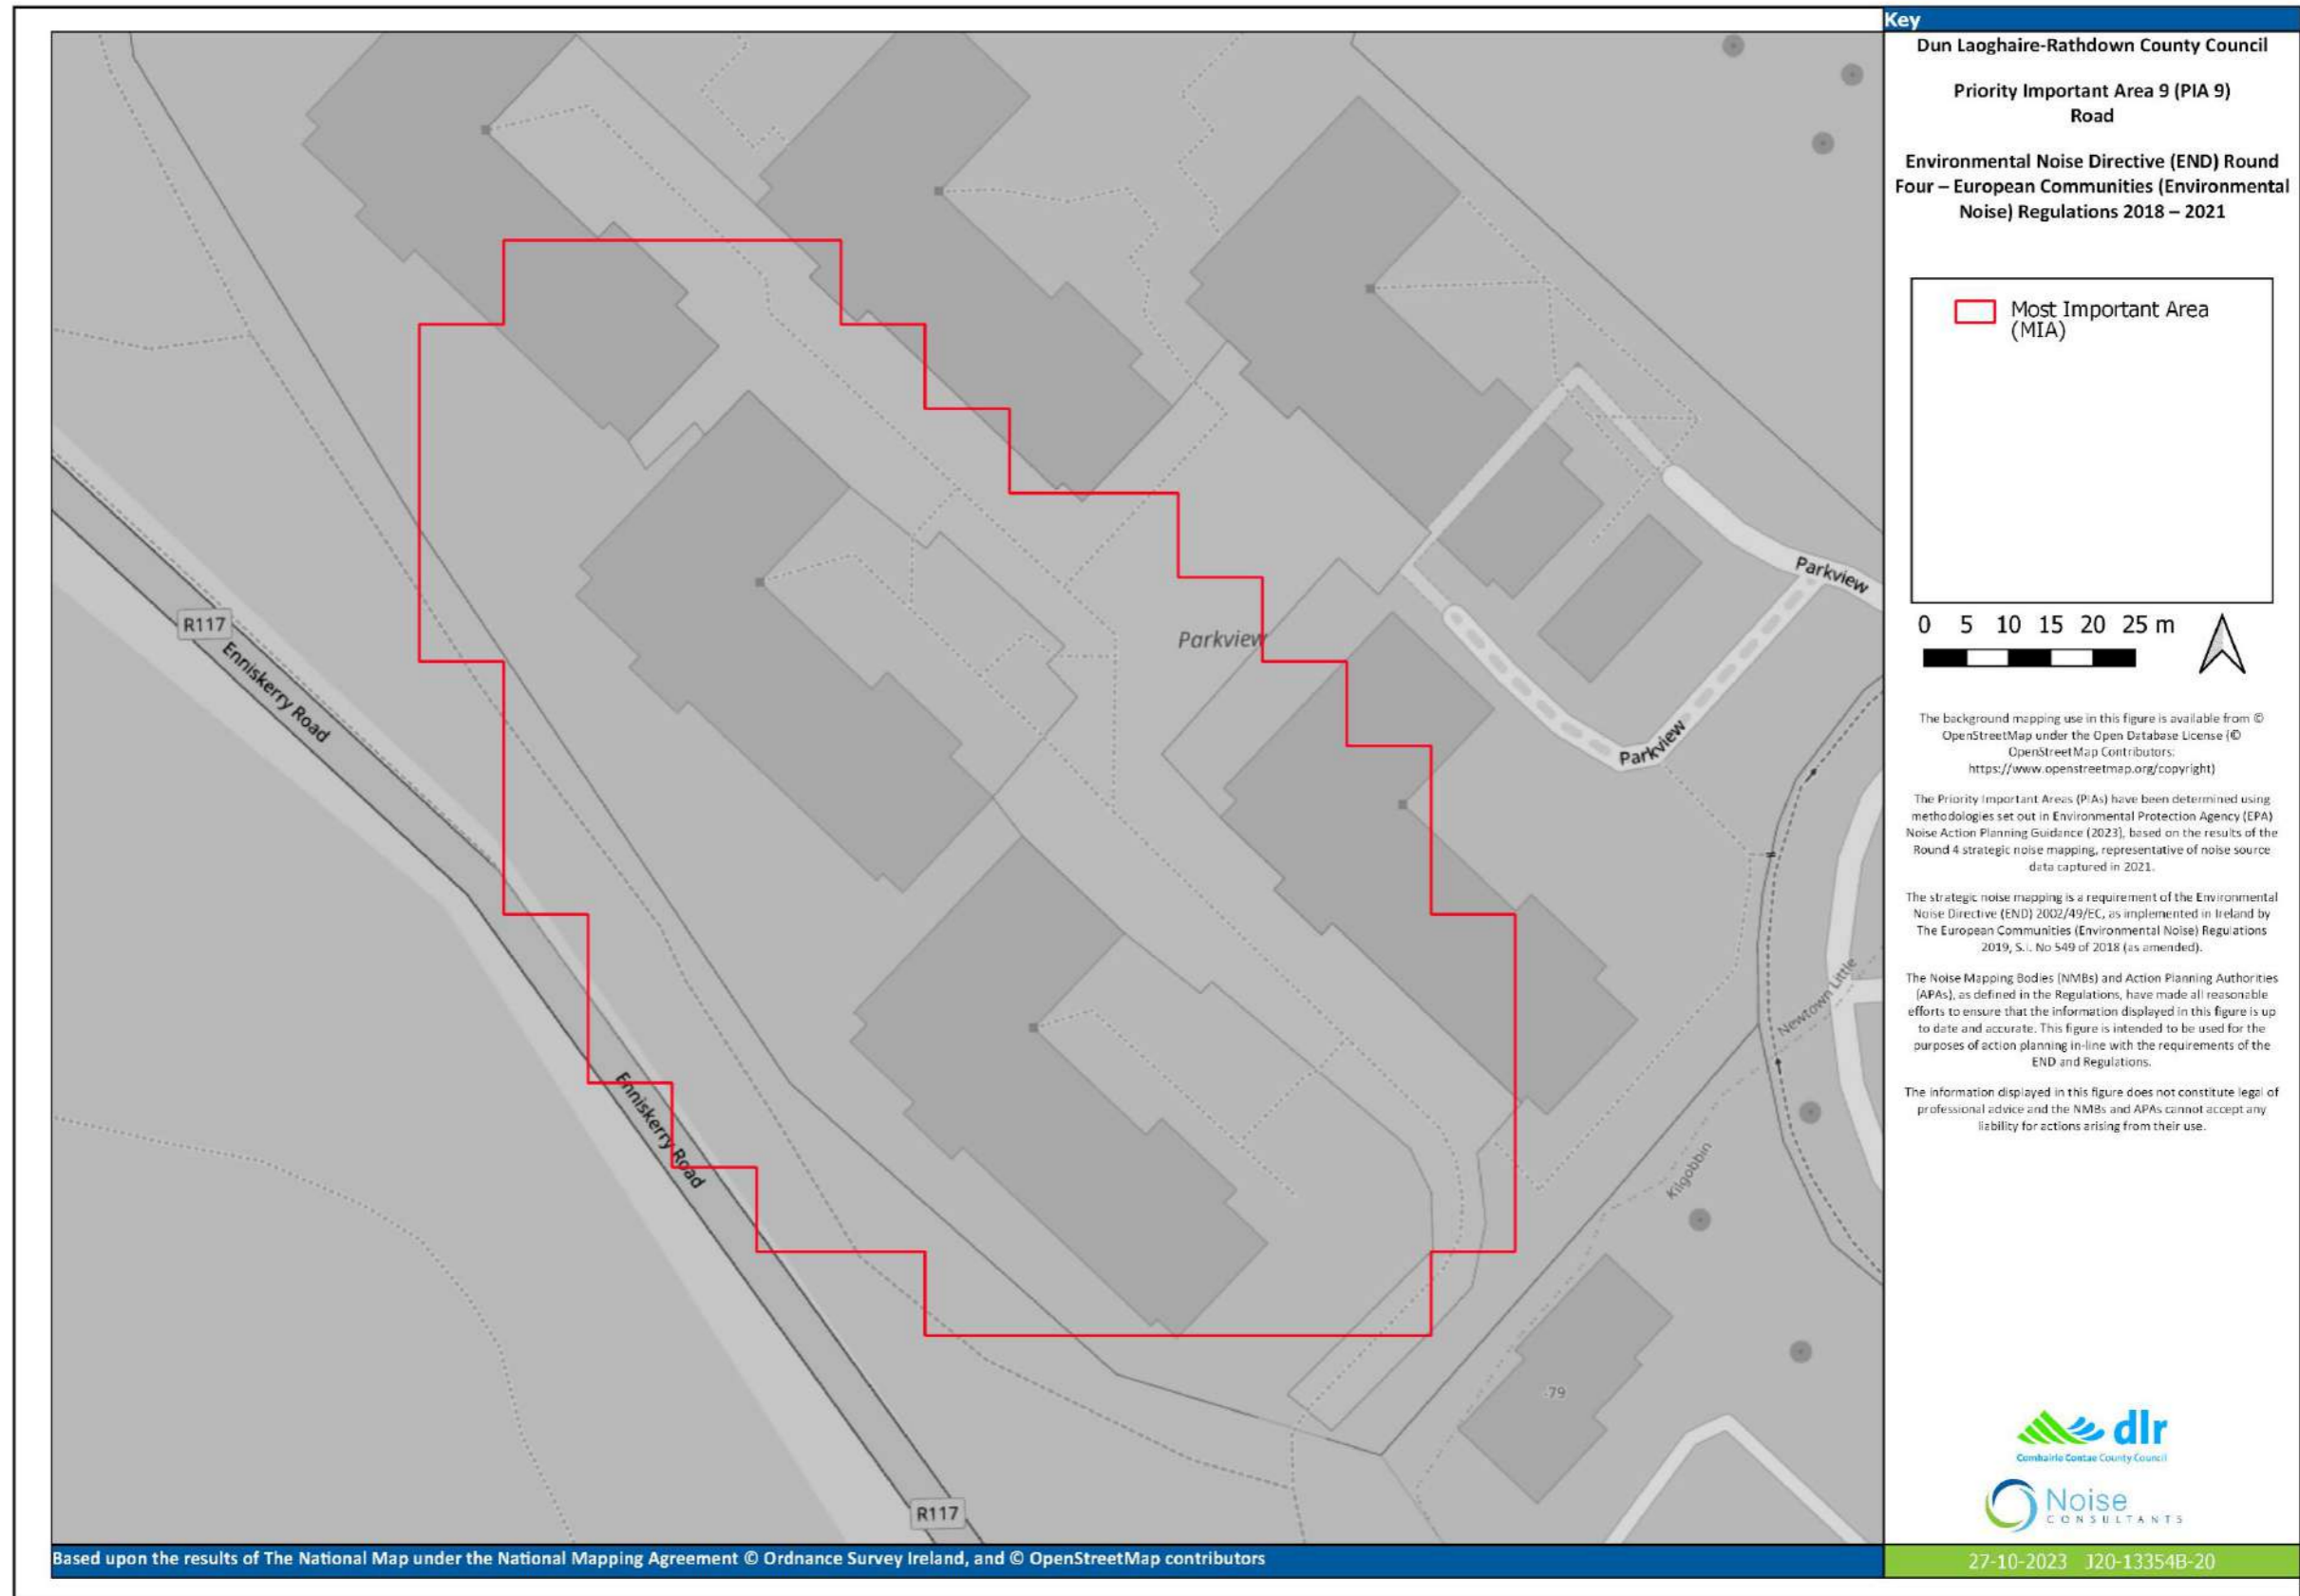 Key
Dun Laoghaire-Rathdown County Council
Priority Important Area 9 (PIA 9)
Road
Environmental Noise Directive (END) Round
Four – European Communities (Environmental
Noise) Regulations 2018 – 2021
Most Important Area
(MIA)
0 5 10 15 20 25 m
The background mapping use in this figure is available from ©
OpenStreetMap under the Open Database License (©
OpenStreetMap Contributors:
https://www.openstreetmap.org/copyright)
The Priority Important Areas (PIAs) have been determined using
methodologies set out in Environmental Protection Agency (EPA)
Noise Action Planning Guidance (2023), based on the results of the
Round 4 strategic noise mapping, representative of noise source
data captured in 2021.
The strategic noise mapping is a requirement of the Environmental
Noise Directive (END) 2002/49/EC, as implemented in Ireland by
The European Communities (Environmental Noise) Regulations
2019, S.I. No 549 of 2018 (as amended).
The Noise Mapping Bodies (NMBs) and Action Planning Authorities
(APAs), as defined in the Regulations, have made all reasonable
efforts to ensure that the information displayed in this figure is up
to date and accurate. This figure is intended to be used for the
purposes of action planning in-line with the requirements of the
END and Regulations.
The information displayed in this figure does not constitute legal of
professional advice and the NMBs and APAs cannot accept any
liability for actions arising from their use.
dlr
Comhairle Contae County Council
Noise
CONSULTANTS
27-10-2023 J20-13354B-20
Parkview
Parkview
Parkview
R117
Enniskerry Road
Enniskerry Road
R117
Newtown Little
Kilgobbin
79
Based upon the results of The National Map under the National Mapping Agreement © Ordnance Survey Ireland, and © OpenStreetMap contributors